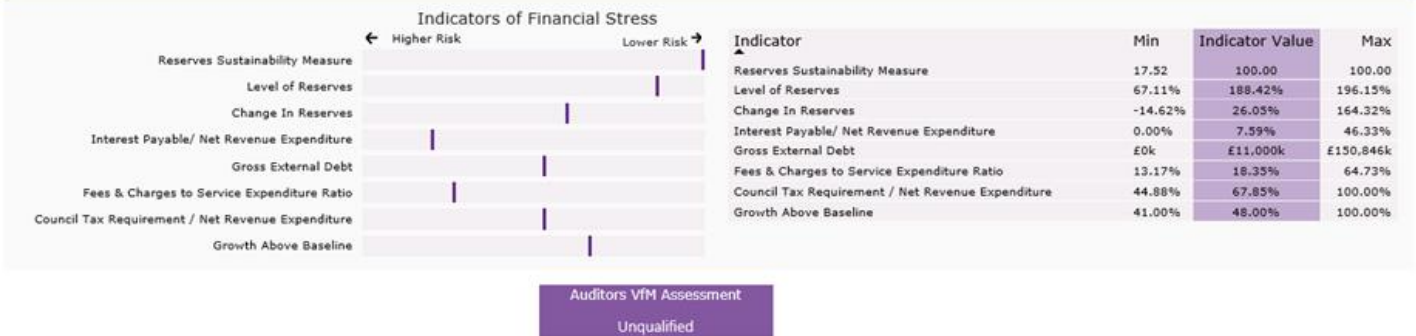 Indicators of Financial Stress
← Higher Risk Lower Risk →
Reserves Sustainability Measure
Level of Reserves
Change In Reserves
Interest Payable/ Net Revenue Expenditure
Gross External Debt
Fees & Charges to Service Expenditure Ratio
Council Tax Requirement / Net Revenue Expenditure
Growth Above Baseline
Indicator Min Indicator Value Max
Reserves Sustainability Measure 17.52 100.00 100.00
Level of Reserves 67.11% 188.42% 196.15%
Change In Reserves -14.62% 26.05% 164.32%
Interest Payable/ Net Revenue Expenditure 0.00% 7.59% 46.33%
Gross External Debt £0k £11,000k £150,846k
Fees & Charges to Service Expenditure Ratio 13.17% 18.35% 64.73%
Council Tax Requirement / Net Revenue Expenditure 44.88% 67.85% 100.00%
Growth Above Baseline 41.00% 48.00% 100.00%
Auditors VfM Assessment
Unqualified